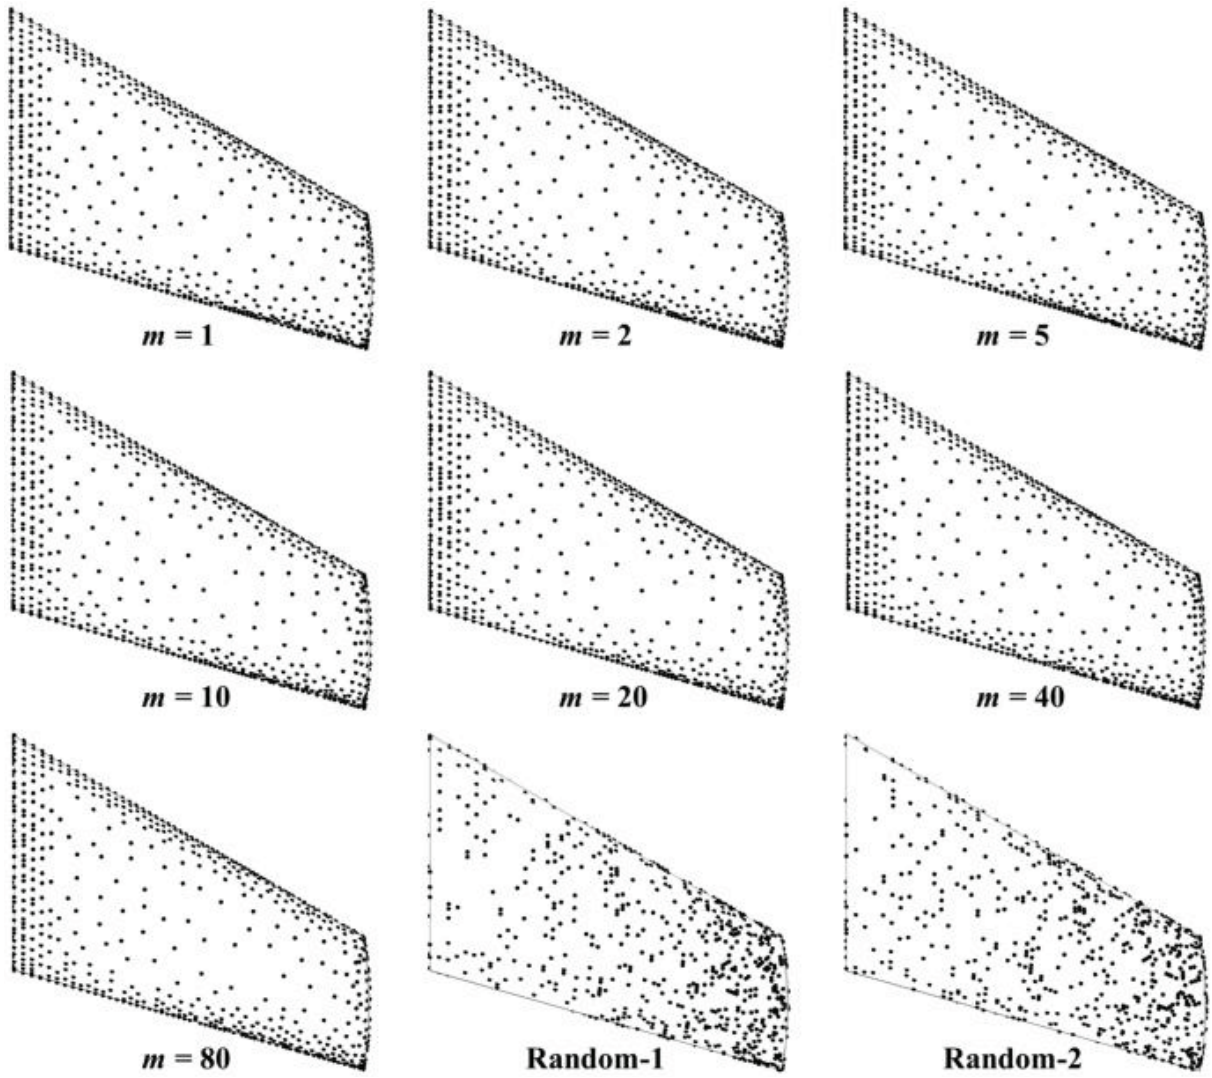 m = 1
m = 2
m = 5
m = 10
m = 20
m = 40
m = 80
Random-1
Random-2